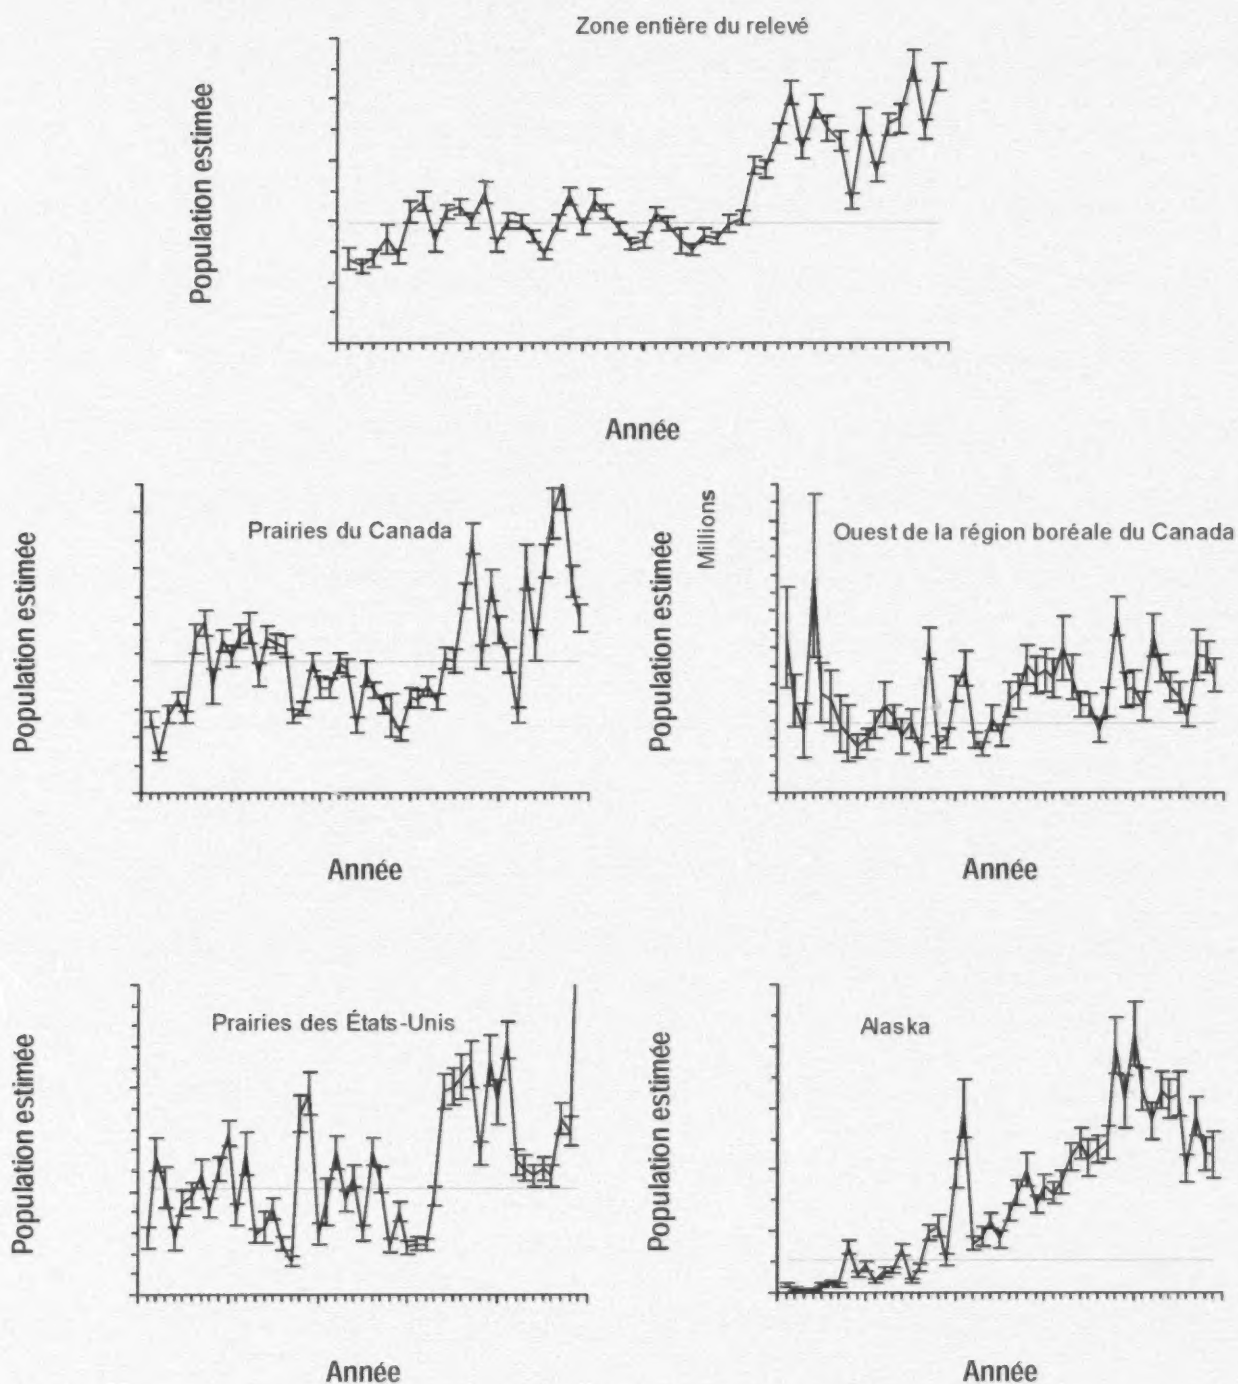 Zone entière du relevé
Population estimée
Année
Prairies du Canada
Population estimée
Année
Millions
Ouest de la région boréale du Canada
Population estimée
Année
Prairies des États-Unis
Population estimée
Année
Alaska
Population estimée
Année